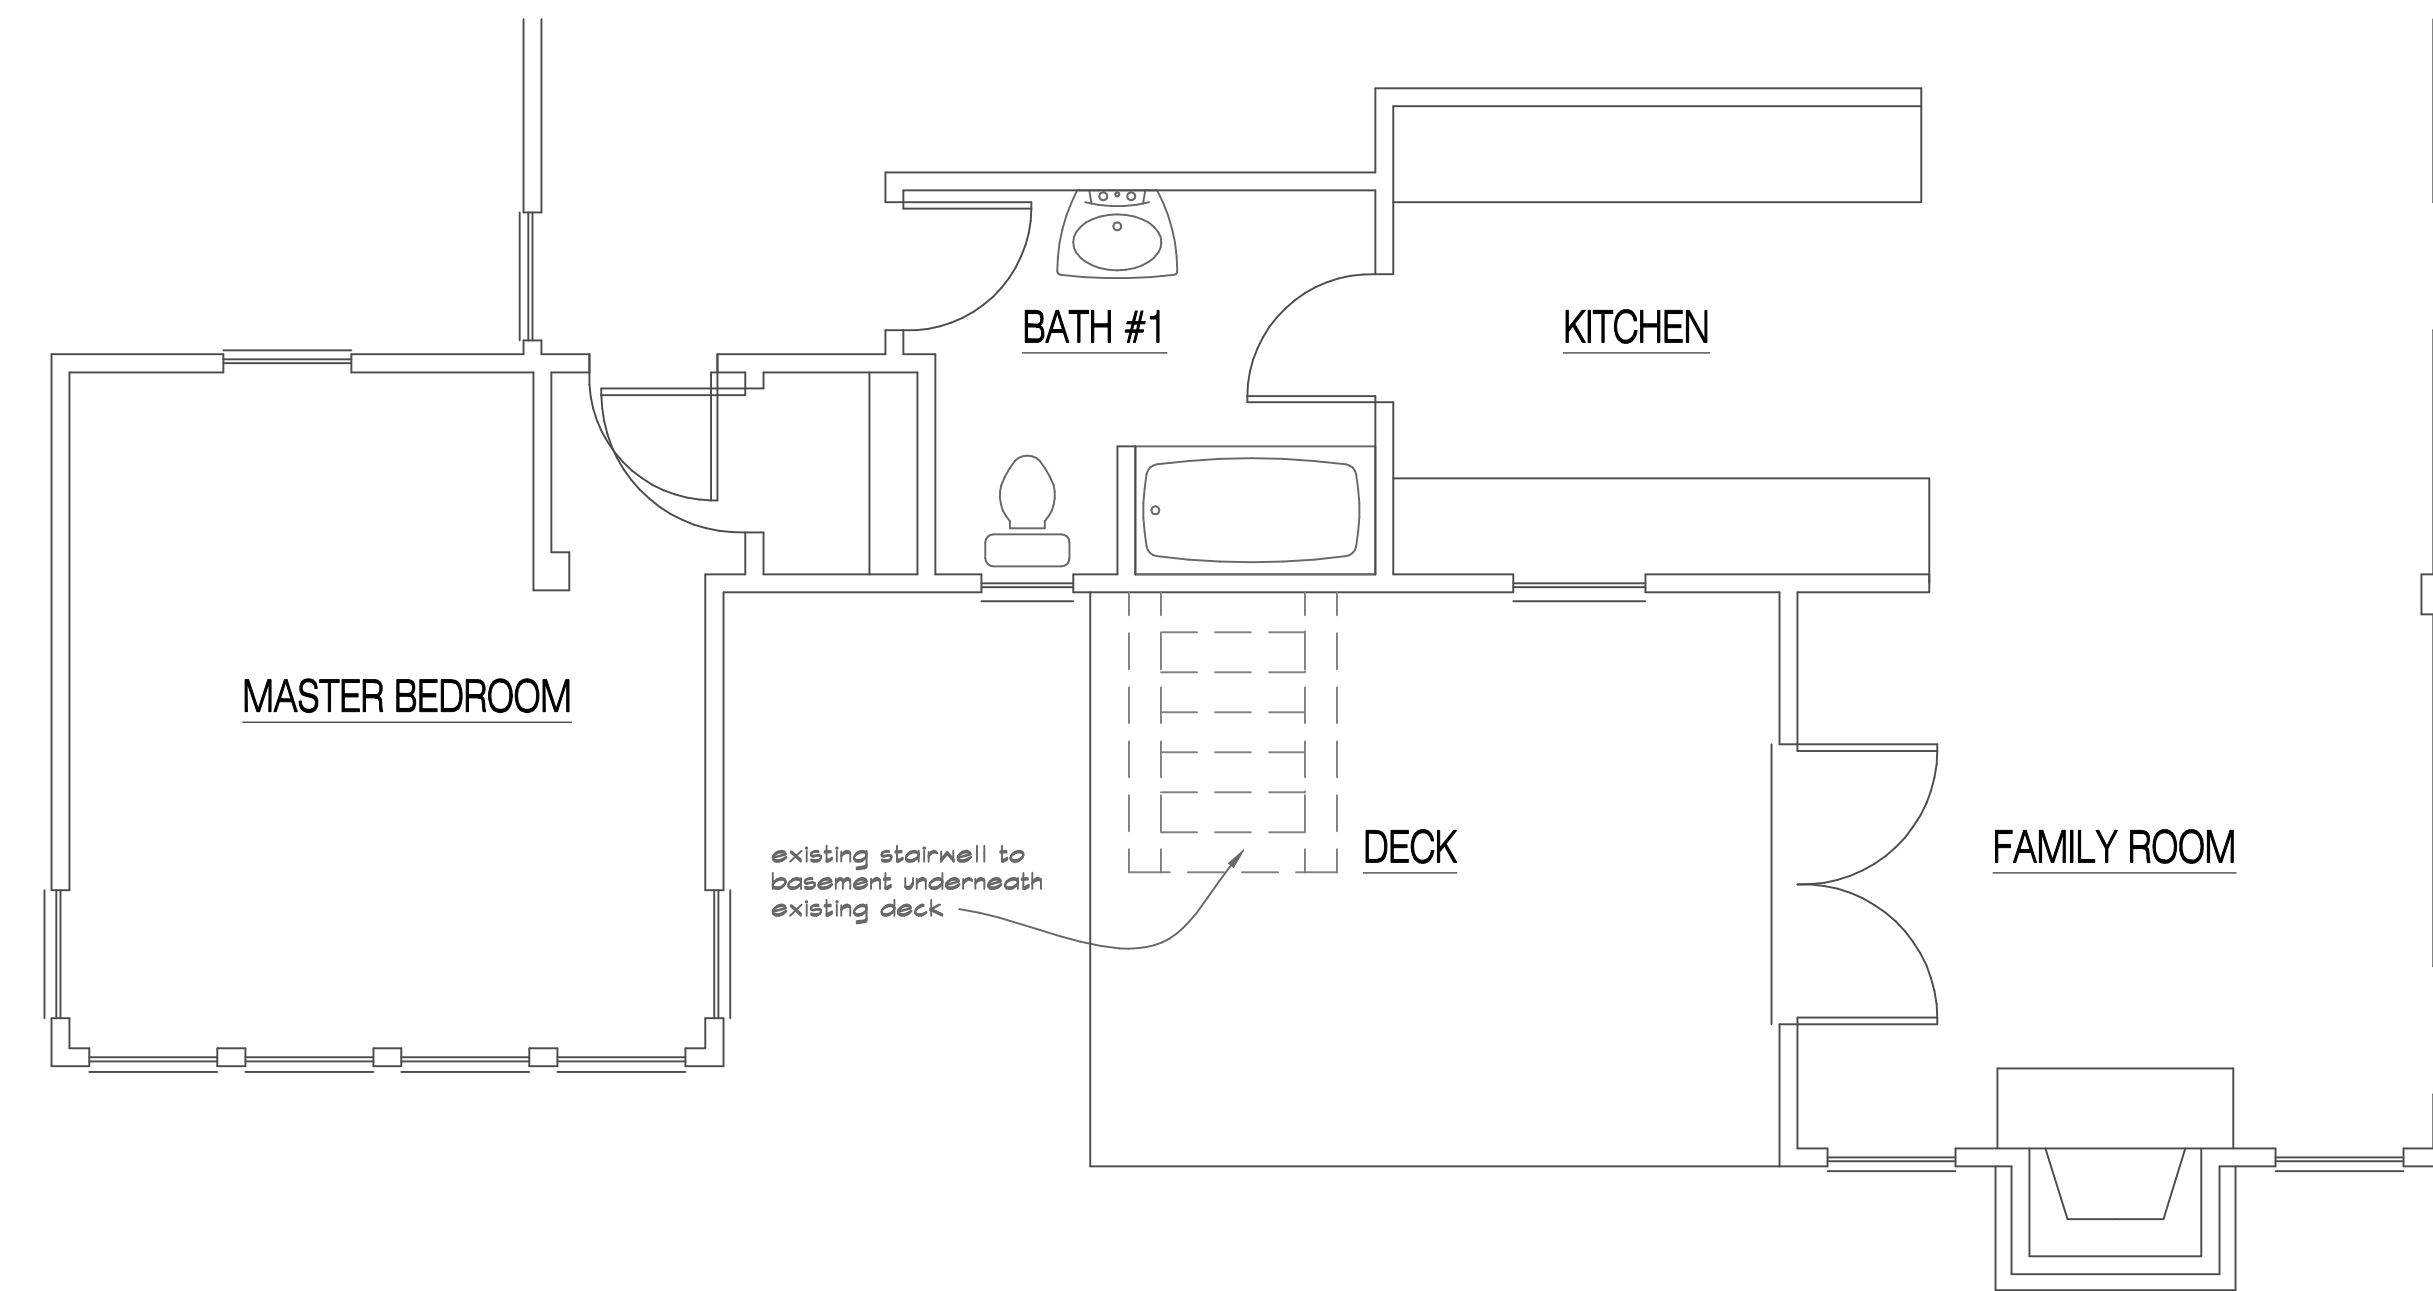 BATH #1
KITCHEN
MASTER BEDROOM
existing stairwell to
basement underneath
existing deck
DECK
FAMILY ROOM